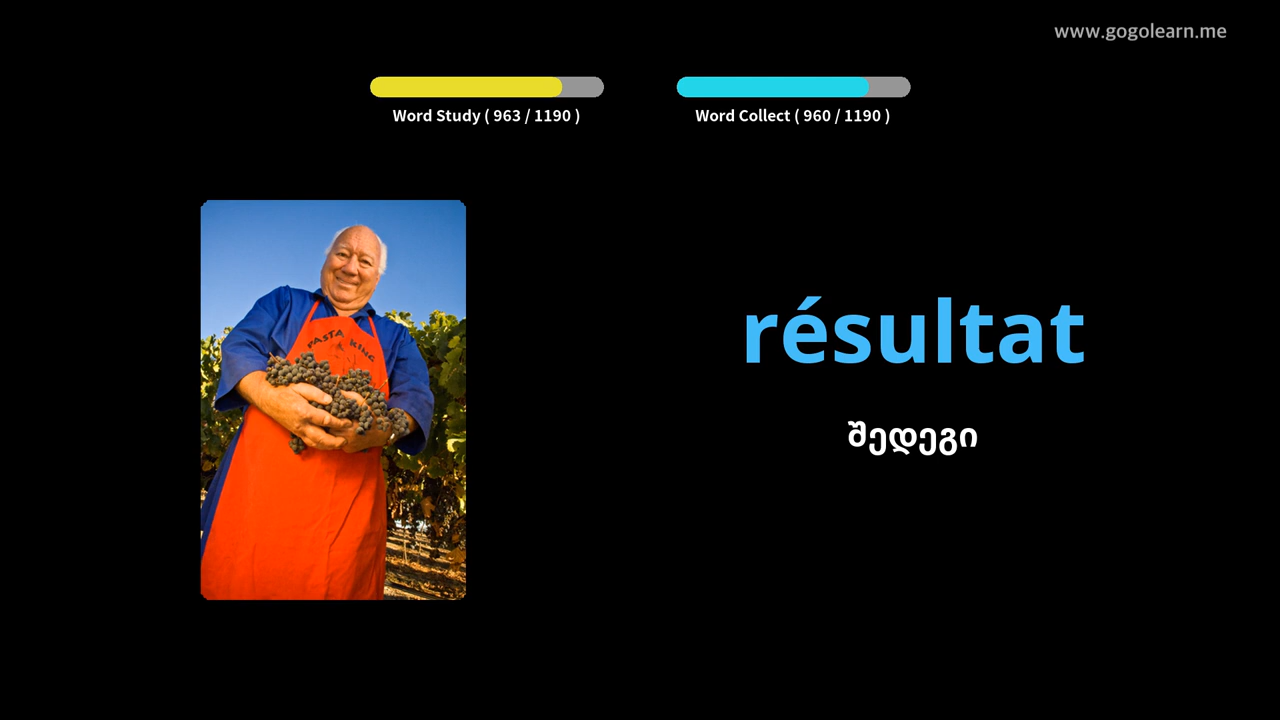 www.gogolearn.me
Word Study ( 963 / 1190 )
Word Collect ( 960 / 1190 )
PASTA KING
résultat
შედეგი